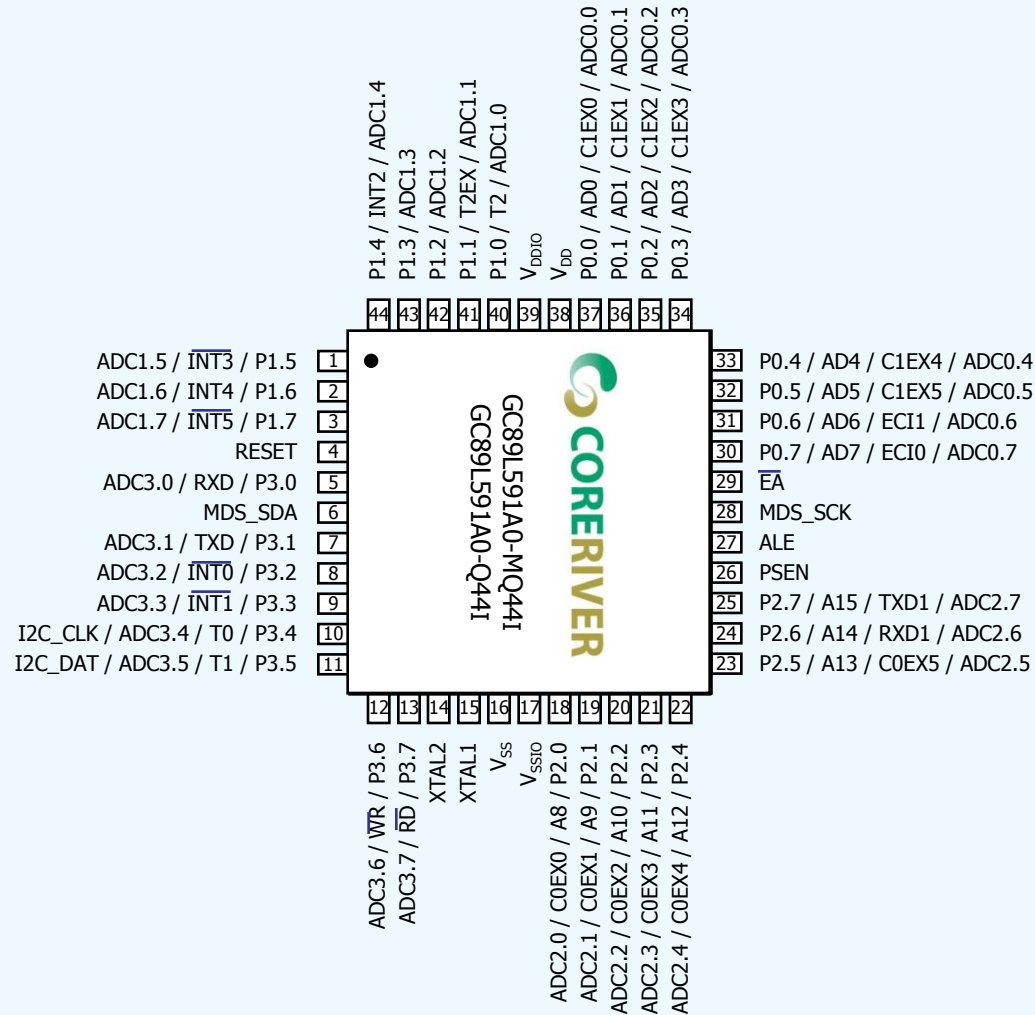 P1.4 / INT2 / ADC1.4
P1.3 / ADC1.3
P1.2 / ADC1.2
P1.1 / T2EX / ADC1.1
P1.0 / T2 / ADC1.0
VDDIO
VDD
P0.0 / AD0 / C1EX0 / ADC0.0
P0.1 / AD1 / C1EX1 / ADC0.1
P0.2 / AD2 / C1EX2 / ADC0.2
P0.3 / AD3 / C1EX3 / ADC0.3
44 43 42 41 40 39 38 37 36 35 34
ADC1.5 / INT3 / P1.5 1
ADC1.6 / INT4 / P1.6 2
ADC1.7 / INT5 / P1.7 3
RESET 4
ADC3.0 / RXD / P3.0 5
MDS_SDA 6
ADC3.1 / TXD / P3.1 7
ADC3.2 / INT0 / P3.2 8
ADC3.3 / INT1 / P3.3 9
I2C_CLK / ADC3.4 / T0 / P3.4 10
I2C_DAT / ADC3.5 / T1 / P3.5 11
CORERIVER
GC89L591A0-MQ44I
GC89L591A0-Q44I
33 P0.4 / AD4 / C1EX4 / ADC0.4
32 P0.5 / AD5 / C1EX5 / ADC0.5
31 P0.6 / AD6 / ECI1 / ADC0.6
30 P0.7 / AD7 / ECI0 / ADC0.7
29 EA
28 MDS_SCK
27 ALE
26 PSEN
25 P2.7 / A15 / TXD1 / ADC2.7
24 P2.6 / A14 / RXD1 / ADC2.6
23 P2.5 / A13 / C0EX5 / ADC2.5
12 13 14 15 16 17 18 19 20 21 22
ADC3.6 / WR / P3.6
ADC3.7 / RD / P3.7
XTAL2
XTAL1
VSS
VSSIO
ADC2.0 / C0EX0 / A8 / P2.0
ADC2.1 / C0EX1 / A9 / P2.1
ADC2.2 / C0EX2 / A10 / P2.2
ADC2.3 / C0EX3 / A11 / P2.3
ADC2.4 / C0EX4 / A12 / P2.4